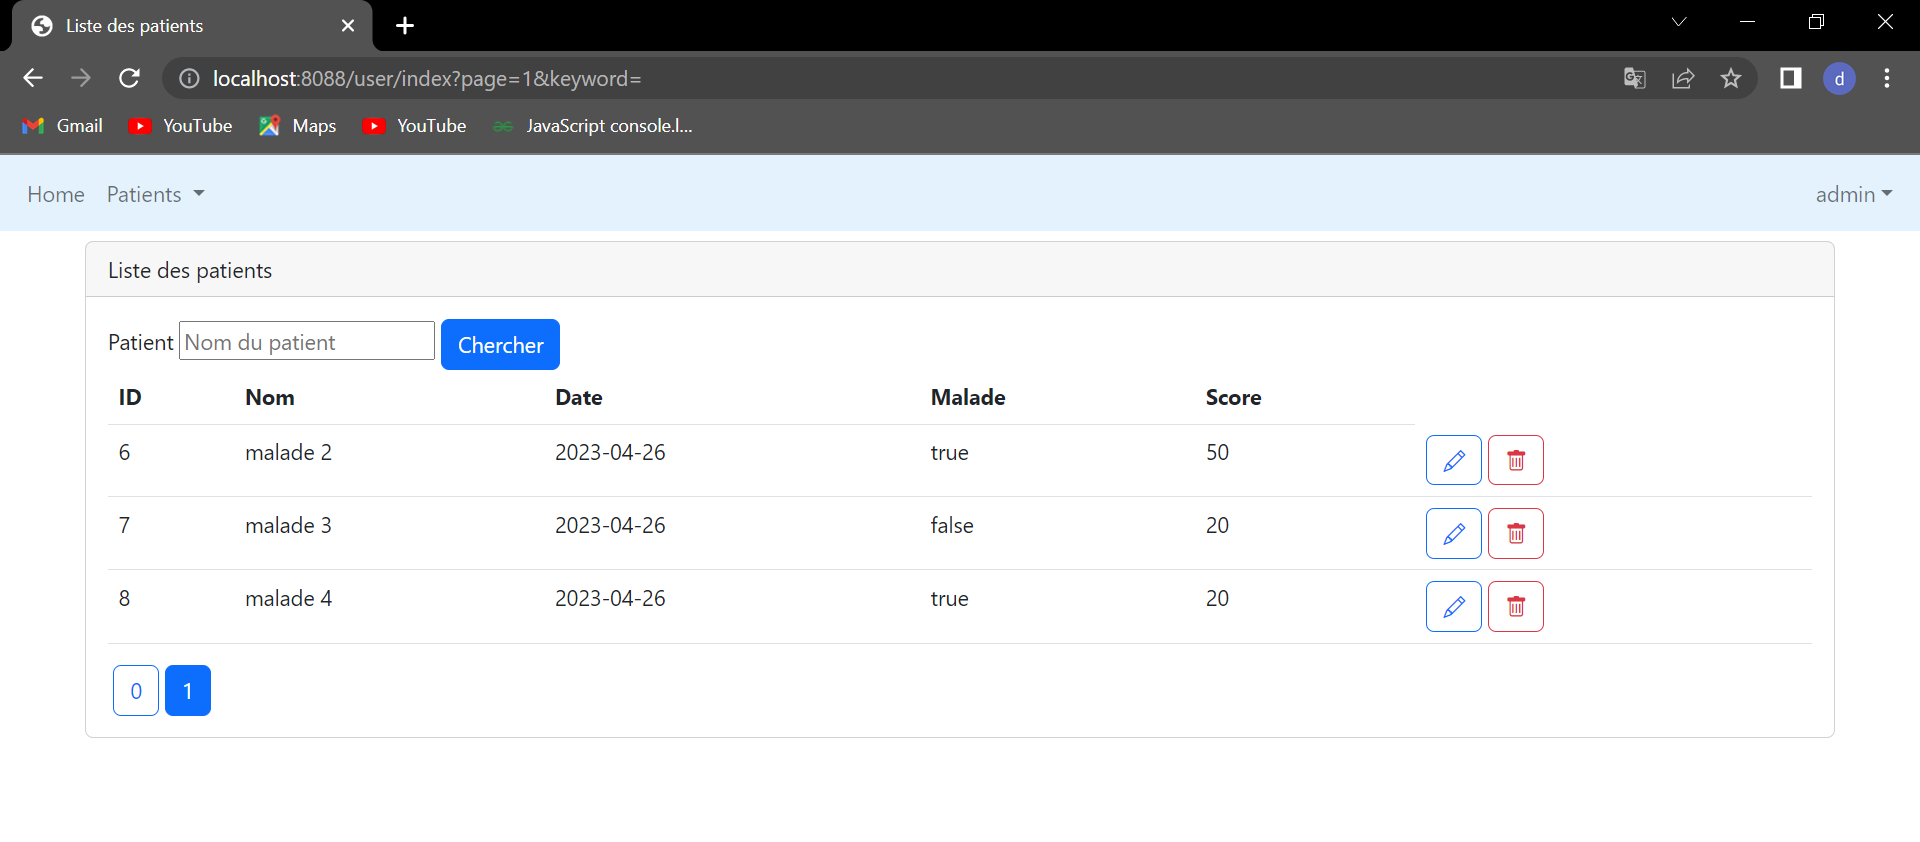 Liste des patients
localhost:8088/user/index?page=1&keyword=
d
Gmail YouTube Maps YouTube JavaScript console.l...
Home Patients admin
Liste des patients
Patient Nom du patient Chercher
ID Nom Date Malade Score
6 malade 2 2023-04-26 true 50
7 malade 3 2023-04-26 false 20
8 malade 4 2023-04-26 true 20
0 1